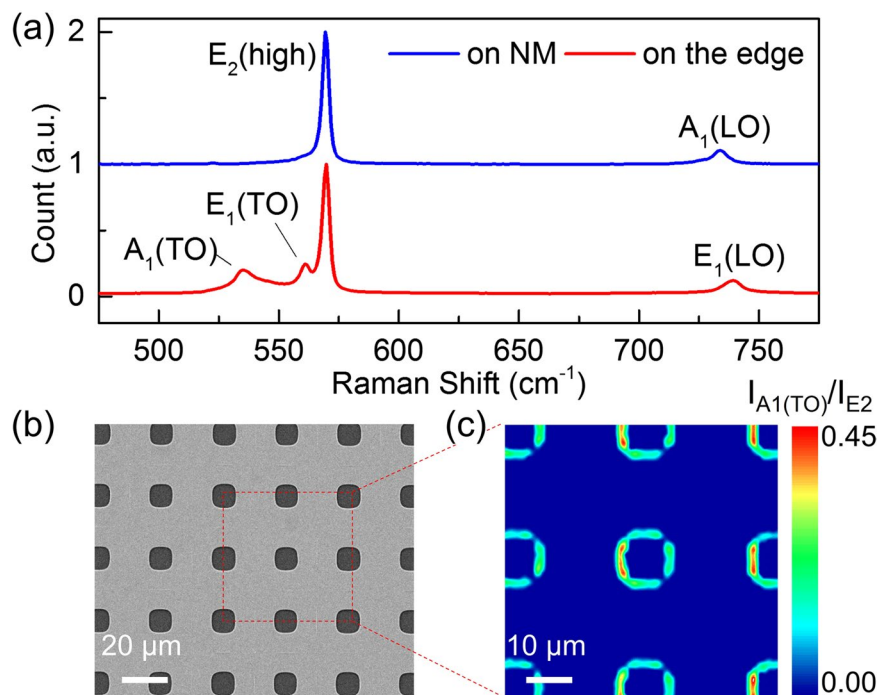 (a)
2
1
0
Count (a.u.)
E₂(high)
on NM
on the edge
A₁(LO)
E₁(TO)
A₁(TO)
E₁(LO)
500 550 600 650 700 750
Raman Shift (cm⁻¹)
(b)
20 μm
(c)
10 μm
I_A1(TO)/I_E2
0.45
0.00